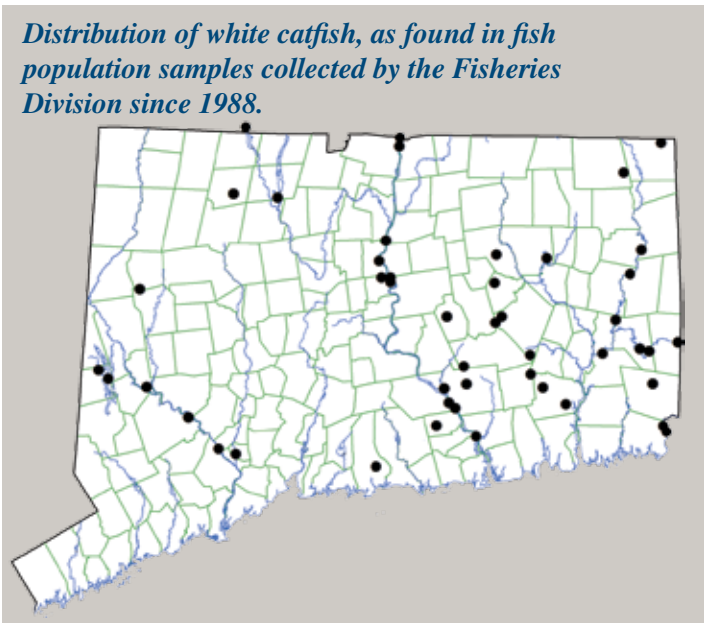 Distribution of white catfish, as found in fish
population samples collected by the Fisheries
Division since 1988.